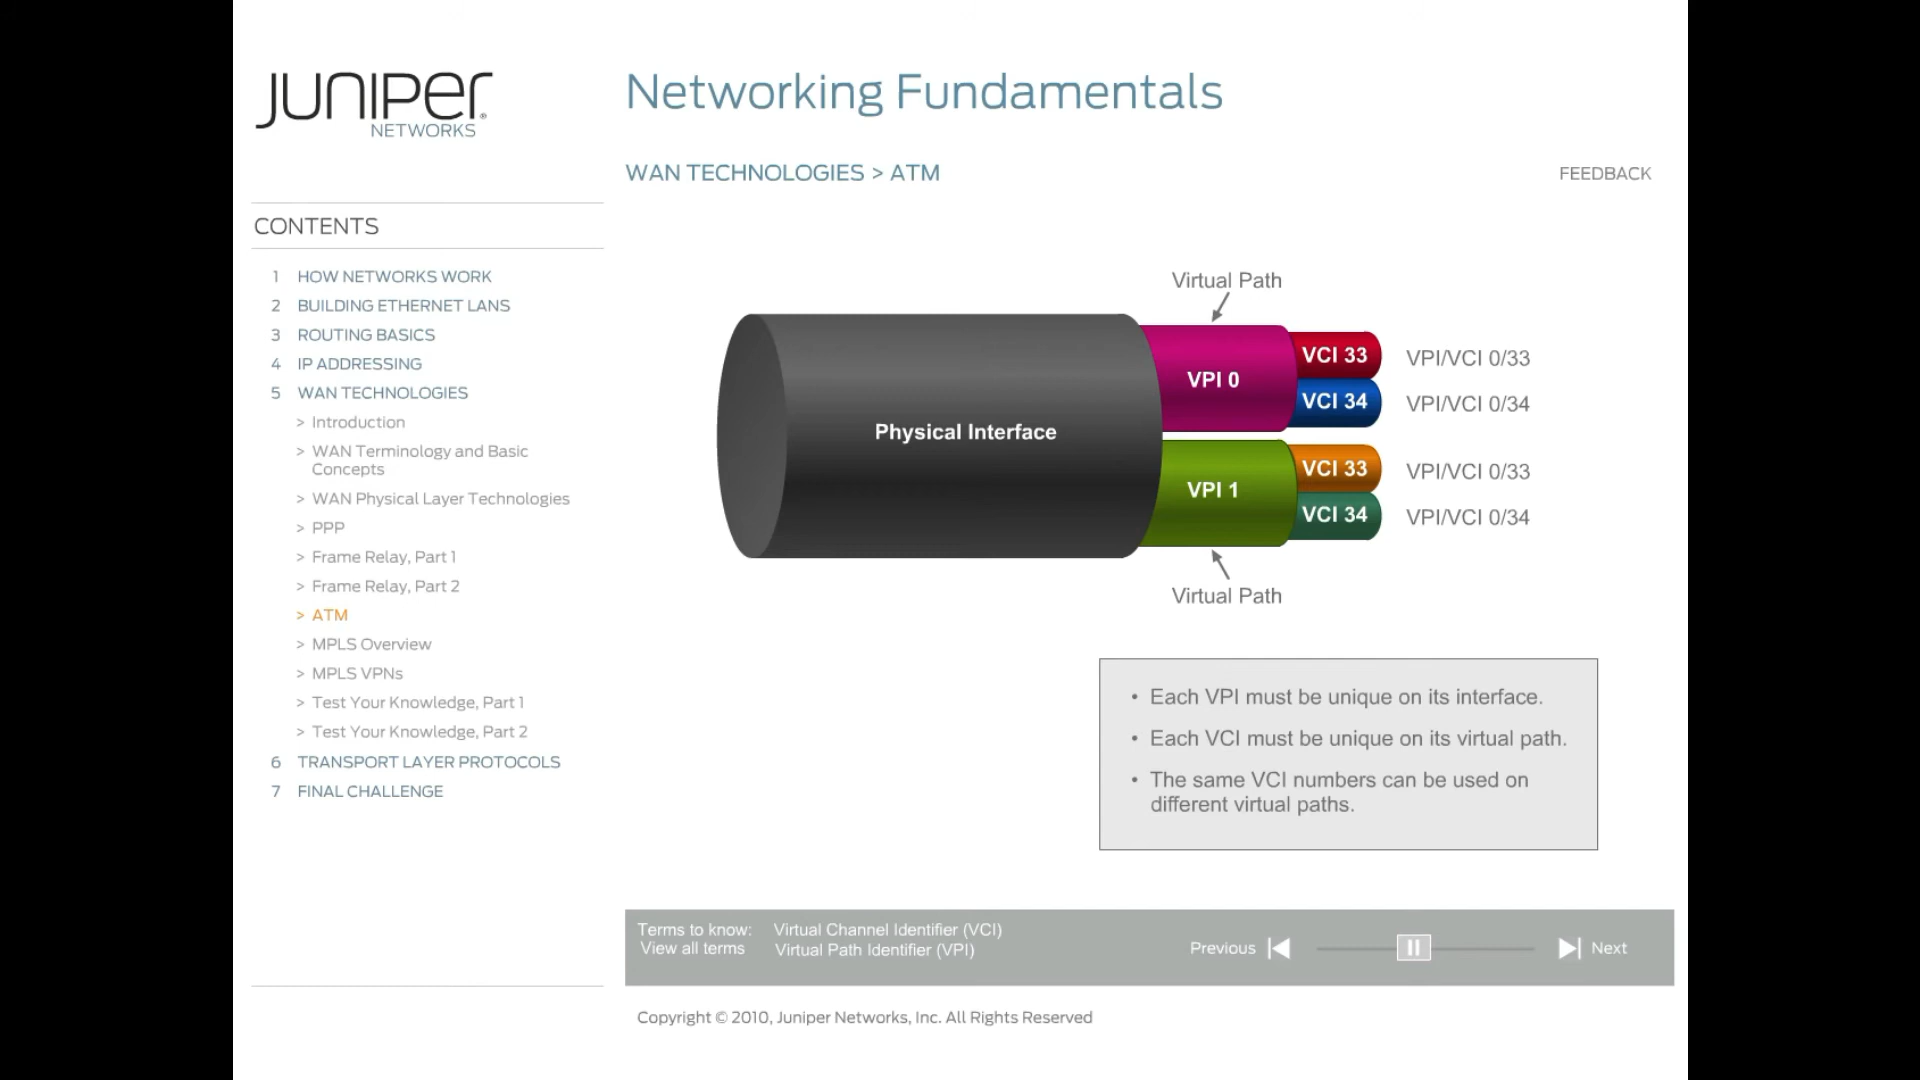 JUNIPER
NETWORKS
Networking Fundamentals
WAN TECHNOLOGIES > ATM
FEEDBACK
CONTENTS
1 HOW NETWORKS WORK
2 BUILDING ETHERNET LANS
3 ROUTING BASICS
4 IP ADDRESSING
5 WAN TECHNOLOGIES
> Introduction
> WAN Terminology and Basic
Concepts
> WAN Physical Layer Technologies
> PPP
> Frame Relay, Part 1
> Frame Relay, Part 2
> ATM
> MPLS Overview
> MPLS VPNs
> Test Your Knowledge, Part 1
> Test Your Knowledge, Part 2
6 TRANSPORT LAYER PROTOCOLS
7 FINAL CHALLENGE
Virtual Path
Physical Interface
VPI 0
VCI 33
VPI/VCI 0/33
VCI 34
VPI/VCI 0/34
VPI 1
VCI 33
VPI/VCI 0/33
VCI 34
VPI/VCI 0/34
Virtual Path
• Each VPI must be unique on its interface.
• Each VCI must be unique on its virtual path.
• The same VCI numbers can be used on
different virtual paths.
Terms to know: Virtual Channel Identifier (VCI)
View all terms Virtual Path Identifier (VPI)
Previous
Next
Copyright © 2010, Juniper Networks, Inc. All Rights Reserved